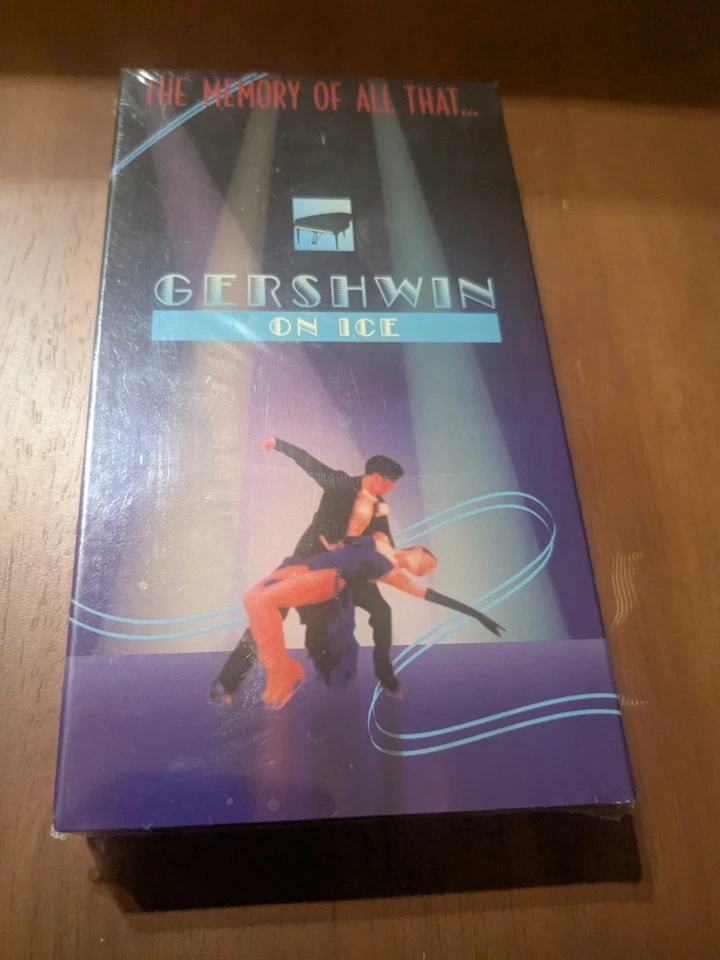 THE MEMORY OF ALL THAT...
GERSHWIN
ON ICE